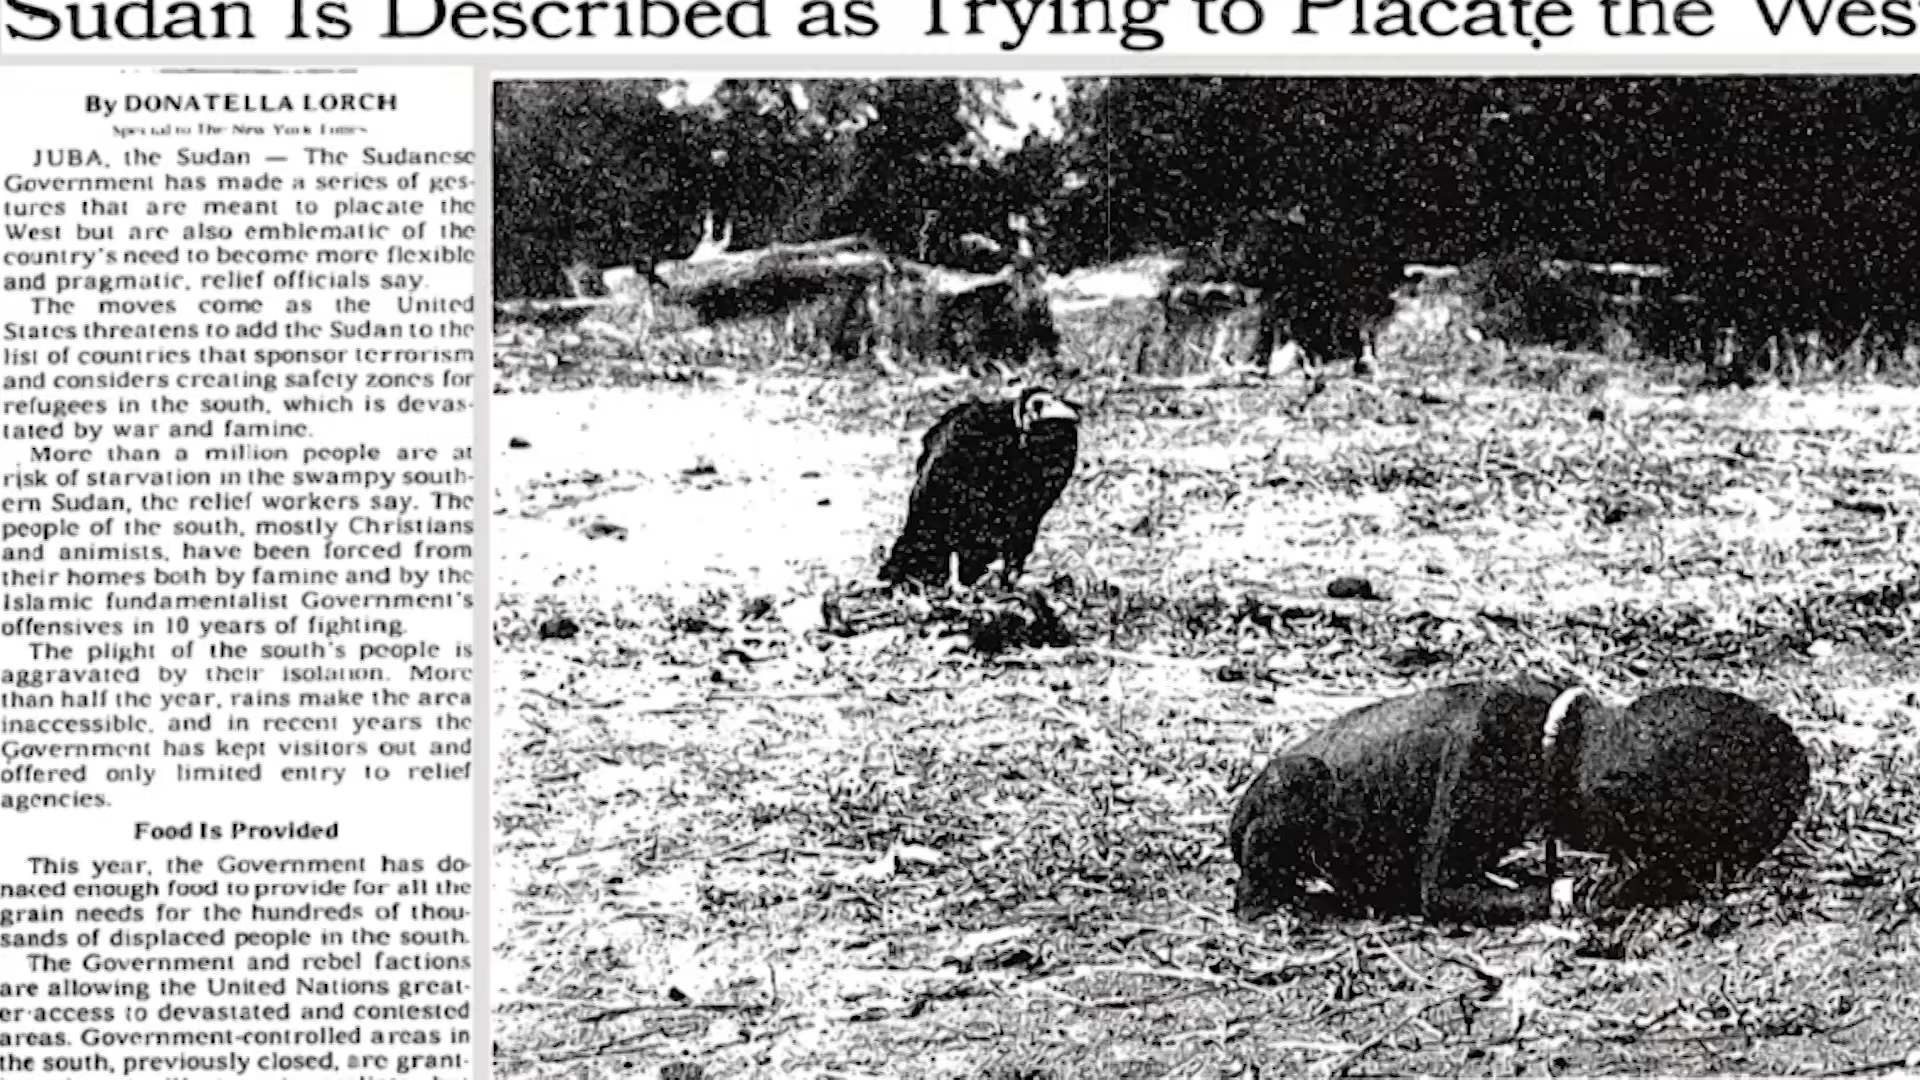 Sudan Is Described as Trying to Placate the Wes
By DONATELLA LORCH
Special to The New York Times
JUBA, the Sudan — The Sudanese
Government has made a series of ges-
tures that are meant to placate the
West but are also emblematic of the
country's need to become more flexible
and pragmatic, relief officials say.
The moves come as the United
States threatens to add the Sudan to the
list of countries that sponsor terrorism
and considers creating safety zones for
refugees in the south, which is devas-
tated by war and famine.
More than a million people are at
risk of starvation in the swampy south-
ern Sudan, the relief workers say. The
people of the south, mostly Christians
and animists, have been forced from
their homes both by famine and by the
Islamic fundamentalist Government's
offensives in 10 years of fighting.
The plight of the south's people is
aggravated by their isolation. More
than half the year, rains make the area
inaccessible, and in recent years the
Government has kept visitors out and
offered only limited entry to relief
agencies.
Food Is Provided
This year, the Government has do-
nated enough food to provide for all the
grain needs for the hundreds of thou-
sands of displaced people in the south.
The Government and rebel factions
are allowing the United Nations great-
er access to devastated and contested
areas. Government-controlled areas in
the south, previously closed, are grant-